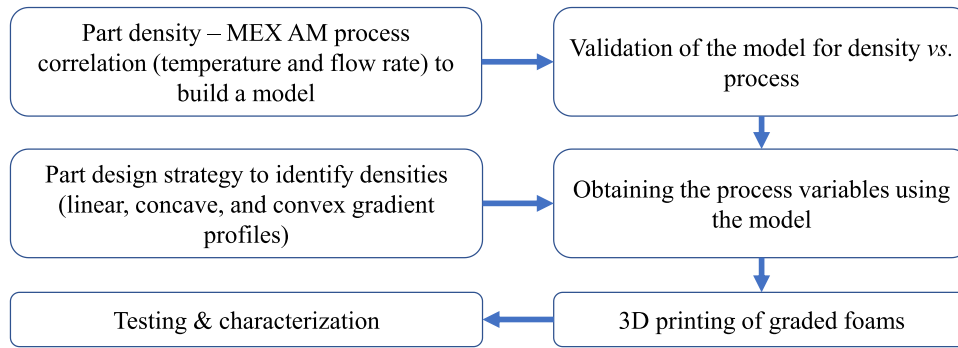 Part density – MEX AM process
correlation (temperature and flow rate) to
build a model
Validation of the model for density vs.
process
Part design strategy to identify densities
(linear, concave, and convex gradient
profiles)
Obtaining the process variables using
the model
Testing & characterization
3D printing of graded foams